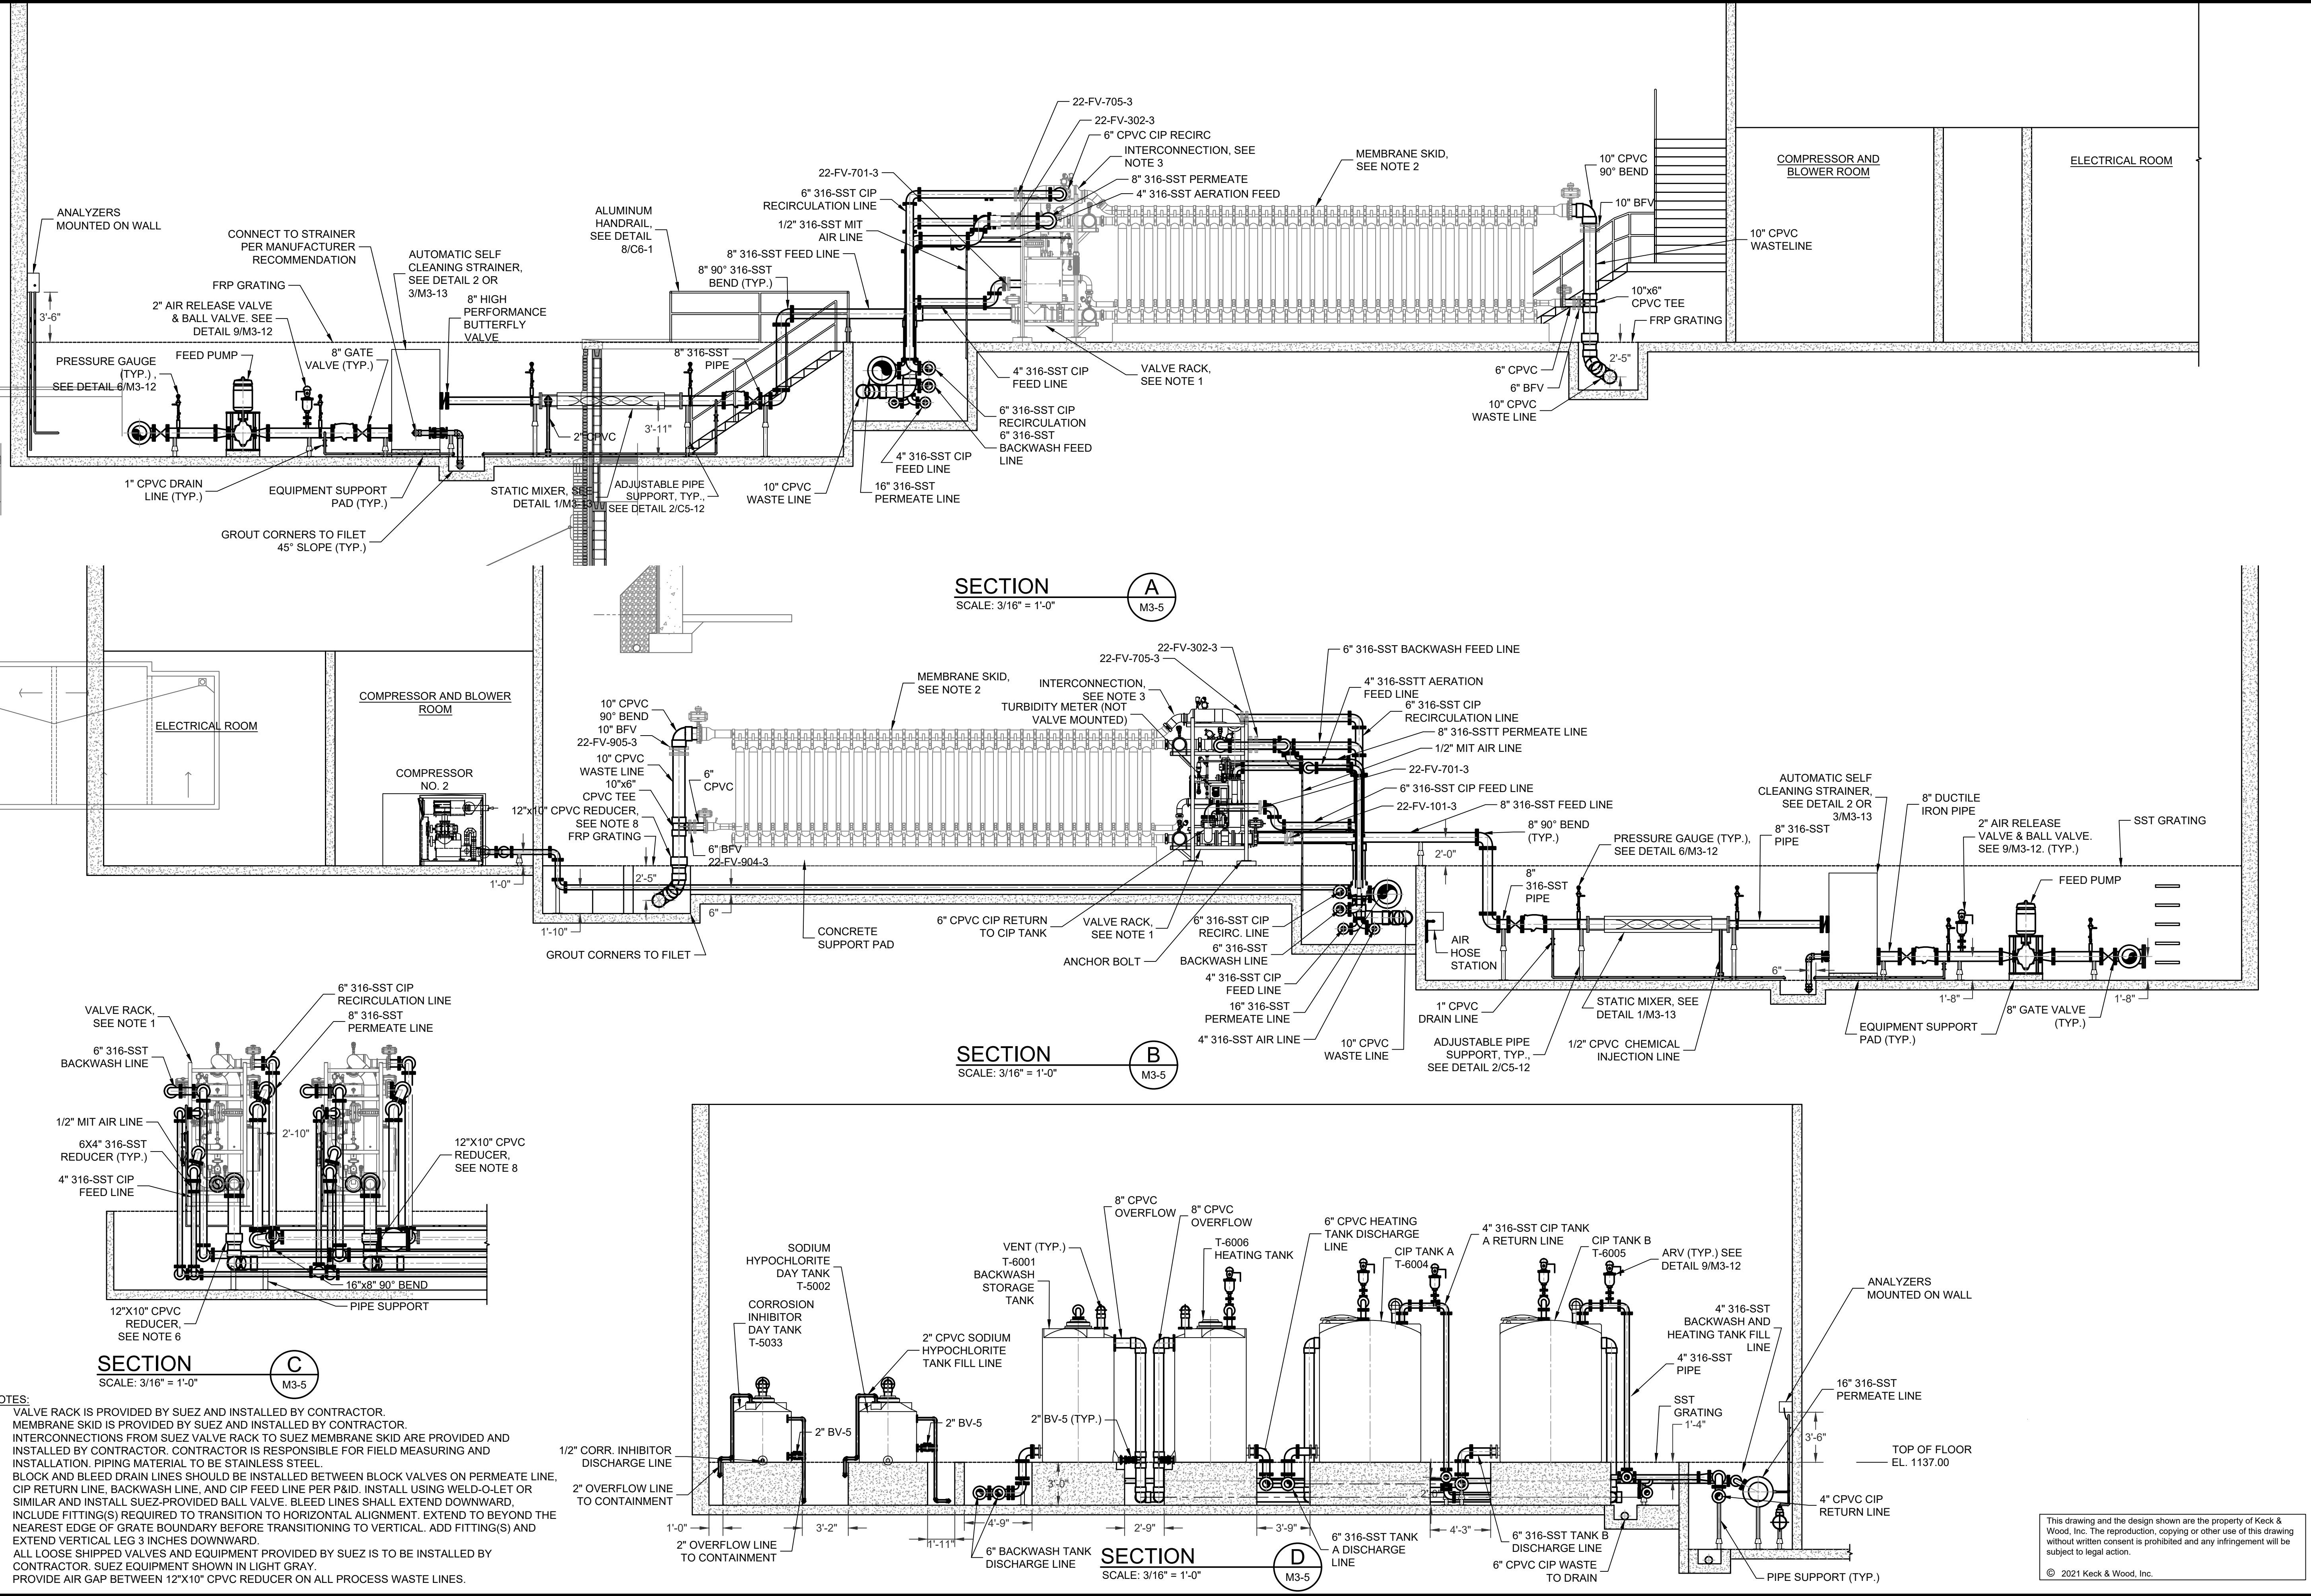 22-FV-705-3
22-FV-302-3
6" CPVC CIP RECIRC
INTERCONNECTION, SEE
NOTE 3
8" 316-SST PERMEATE
4" 316-SST AERATION FEED
MEMBRANE SKID,
SEE NOTE 2
10" CPVC
90° BEND
10" BFV
10" CPVC
WASTELINE
10"x6"
CPVC TEE
FRP GRATING
2'-5"
COMPRESSOR AND
BLOWER ROOM
ELECTRICAL ROOM
22-FV-701-3
6" 316-SST CIP
RECIRCULATION LINE
1/2" 316-SST MIT
AIR LINE
8" 316-SST FEED LINE
8" 90° 316-SST
BEND (TYP.)
ALUMINUM
HANDRAIL,
SEE DETAIL
8/C6-1
ANALYZERS
MOUNTED ON WALL
3'-6"
CONNECT TO STRAINER
PER MANUFACTURER
RECOMMENDATION
FRP GRATING
2" AIR RELEASE VALVE
& BALL VALVE. SEE
DETAIL 9/M3-12
AUTOMATIC SELF
CLEANING STRAINER,
SEE DETAIL 2 OR
3/M3-13
8" HIGH
PERFORMANCE
BUTTERFLY
VALVE
PRESSURE GAUGE
(TYP.) ,
SEE DETAIL 6/M3-12
FEED PUMP
8" GATE
VALVE (TYP.)
8" 316-SST
PIPE
2" CPVC
3'-11"
1" CPVC DRAIN
LINE (TYP.)
EQUIPMENT SUPPORT
PAD (TYP.)
GROUT CORNERS TO FILET
45° SLOPE (TYP.)
STATIC MIXER, SEE
DETAIL 1/M3-13
ADJUSTABLE PIPE
SUPPORT, TYP.,
SEE DETAIL 2/C5-12
10" CPVC
WASTE LINE
16" 316-SST
PERMEATE LINE
4" 316-SST CIP
FEED LINE
6" 316-SST CIP
RECIRCULATION
6" 316-SST
BACKWASH FEED
LINE
4" 316-SST CIP
FEED LINE
VALVE RACK,
SEE NOTE 1
6" CPVC
6" BFV
10" CPVC
WASTE LINE
SECTION
SCALE: 3/16" = 1'-0"
A
M3-5
ELECTRICAL ROOM
COMPRESSOR AND BLOWER
ROOM
COMPRESSOR
NO. 2
1'-0"
1'-10"
10" CPVC
90° BEND
10" BFV
22-FV-905-3
10" CPVC
WASTE LINE
10"x6"
CPVC TEE
12"x10" CPVC REDUCER,
SEE NOTE 8
FRP GRATING
6"
CPVC
6" BFV
22-FV-904-3
2'-5"
6"
GROUT CORNERS TO FILET
MEMBRANE SKID,
SEE NOTE 2
CONCRETE
SUPPORT PAD
22-FV-302-3
22-FV-705-3
INTERCONNECTION,
SEE NOTE 3
TURBIDITY METER (NOT
VALVE MOUNTED)
6" 316-SST BACKWASH FEED LINE
4" 316-SSTT AERATION
FEED LINE
6" 316-SST CIP
RECIRCULATION LINE
8" 316-SSTT PERMEATE LINE
1/2" MIT AIR LINE
22-FV-701-3
6" 316-SST CIP FEED LINE
22-FV-101-3
8" 316-SST FEED LINE
8" 90° BEND
(TYP.)
2'-0"
6" CPVC CIP RETURN
TO CIP TANK
VALVE RACK,
SEE NOTE 1
ANCHOR BOLT
6" 316-SST CIP
RECIRC. LINE
6" 316-SST
BACKWASH LINE
4" 316-SST CIP
FEED LINE
16" 316-SST
PERMEATE LINE
4" 316-SST AIR LINE
10" CPVC
WASTE LINE
AIR
HOSE
STATION
8"
316-SST
PIPE
PRESSURE GAUGE (TYP.),
SEE DETAIL 6/M3-12
8" 316-SST
PIPE
AUTOMATIC SELF
CLEANING STRAINER,
SEE DETAIL 2 OR
3/M3-13
8" DUCTILE
IRON PIPE
2" AIR RELEASE
VALVE & BALL VALVE.
SEE 9/M3-12. (TYP.)
SST GRATING
FEED PUMP
1" CPVC
DRAIN LINE
ADJUSTABLE PIPE
SUPPORT, TYP.,
SEE DETAIL 2/C5-12
STATIC MIXER, SEE
DETAIL 1/M3-13
1/2" CPVC CHEMICAL
INJECTION LINE
6"
EQUIPMENT SUPPORT
PAD (TYP.)
1'-8"
8" GATE VALVE
(TYP.)
1'-8"
SECTION
SCALE: 3/16" = 1'-0"
B
M3-5
VALVE RACK,
SEE NOTE 1
6" 316-SST
BACKWASH LINE
6" 316-SST CIP
RECIRCULATION LINE
8" 316-SST
PERMEATE LINE
1/2" MIT AIR LINE
6X4" 316-SST
REDUCER (TYP.)
4" 316-SST CIP
FEED LINE
2'-10"
12"X10" CPVC
REDUCER,
SEE NOTE 8
16"x8" 90° BEND
PIPE SUPPORT
12"X10" CPVC
REDUCER,
SEE NOTE 6
SECTION
SCALE: 3/16" = 1'-0"
C
M3-5
OTES:
VALVE RACK IS PROVIDED BY SUEZ AND INSTALLED BY CONTRACTOR.
MEMBRANE SKID IS PROVIDED BY SUEZ AND INSTALLED BY CONTRACTOR.
INTERCONNECTIONS FROM SUEZ VALVE RACK TO SUEZ MEMBRANE SKID ARE PROVIDED AND
INSTALLED BY CONTRACTOR. CONTRACTOR IS RESPONSIBLE FOR FIELD MEASURING AND
INSTALLATION. PIPING MATERIAL TO BE STAINLESS STEEL.
BLOCK AND BLEED DRAIN LINES SHOULD BE INSTALLED BETWEEN BLOCK VALVES ON PERMEATE LINE,
CIP RETURN LINE, BACKWASH LINE, AND CIP FEED LINE PER P&ID. INSTALL USING WELD-O-LET OR
SIMILAR AND INSTALL SUEZ-PROVIDED BALL VALVE. BLEED LINES SHALL EXTEND DOWNWARD,
INCLUDE FITTING(S) REQUIRED TO TRANSITION TO HORIZONTAL ALIGNMENT. EXTEND TO BEYOND THE
NEAREST EDGE OF GRATE BOUNDARY BEFORE TRANSITIONING TO VERTICAL. ADD FITTING(S) AND
EXTEND VERTICAL LEG 3 INCHES DOWNWARD.
ALL LOOSE SHIPPED VALVES AND EQUIPMENT PROVIDED BY SUEZ IS TO BE INSTALLED BY
CONTRACTOR. SUEZ EQUIPMENT SHOWN IN LIGHT GRAY.
PROVIDE AIR GAP BETWEEN 12"X10" CPVC REDUCER ON ALL PROCESS WASTE LINES.
SODIUM
HYPOCHLORITE
DAY TANK
T-5002
CORROSION
INHIBITOR
DAY TANK
T-5033
2" CPVC SODIUM
HYPOCHLORITE
TANK FILL LINE
2" BV-5
2" BV-5
1/2" CORR. INHIBITOR
DISCHARGE LINE
2" OVERFLOW LINE
TO CONTAINMENT
1'-0"
2" OVERFLOW LINE
TO CONTAINMENT
3'-2"
1'-11"
VENT (TYP.)
T-6001
BACKWASH
STORAGE
TANK
8" CPVC
OVERFLOW
8" CPVC
OVERFLOW
T-6006
HEATING TANK
2" BV-5 (TYP.)
3'-0"
4'-9"
6" BACKWASH TANK
DISCHARGE LINE
2'-9"
3'-9"
6" CPVC HEATING
TANK DISCHARGE
LINE
CIP TANK A
T-6004
4" 316-SST CIP TANK
A RETURN LINE
CIP TANK B
T-6005
ARV (TYP.) SEE
DETAIL 9/M3-12
4" 316-SST
BACKWASH AND
HEATING TANK FILL
LINE
4" 316-SST
PIPE
ANALYZERS
MOUNTED ON WALL
16" 316-SST
PERMEATE LINE
SST
GRATING
1'-4"
3'-6"
TOP OF FLOOR
EL. 1137.00
4" CPVC CIP
RETURN LINE
6" 316-SST TANK
A DISCHARGE
LINE
4'-3"
6" 316-SST TANK B
DISCHARGE LINE
6" CPVC CIP WASTE
TO DRAIN
PIPE SUPPORT (TYP.)
SECTION
SCALE: 3/16" = 1'-0"
D
M3-5
This drawing and the design shown are the property of Keck &
Wood, Inc. The reproduction, copying or other use of this drawing
without written consent is prohibited and any infringement will be
subject to legal action.
© 2021 Keck & Wood, Inc.